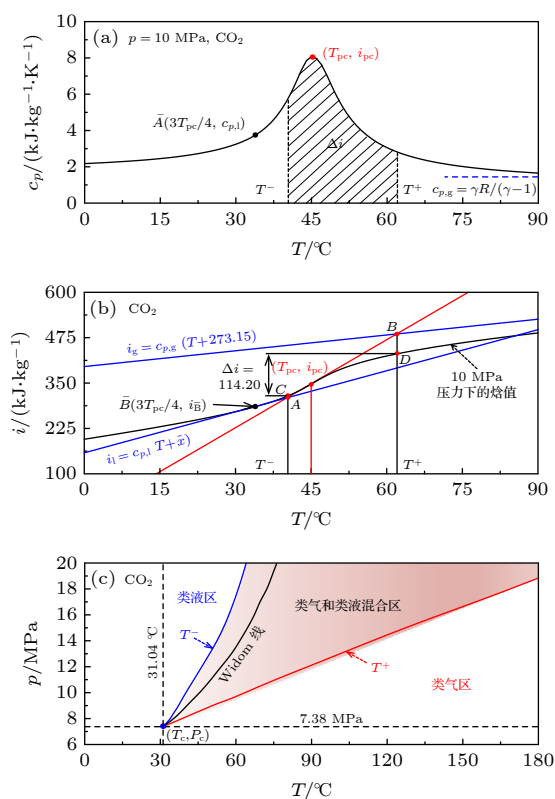 (a) p = 10 MPa, CO₂
(T_pc, i_pc)
Ā(3T_pc/4, c_p,l)
Δi
T⁻
T⁺
c_p,g = γR/(γ−1)
c_p/(kJ·kg⁻¹·K⁻¹)
10
8
6
4
2
0
0 15 30 45 60 75 90
T/℃
(b) CO₂
B
i_g = c_p,g (T+273.15)
Δi =
114.20
(T_pc, i_pc)
D
C
A
B̄(3T_pc/4, i_B̄)
10 MPa
压力下的焓值
i_l = c_p,l T + x̄
T⁻
T⁺
i/(kJ·kg⁻¹)
600
475
350
225
100
0 15 30 45 60 75 90
T/℃
(c) CO₂
类液区
类气和类液混合区
T⁻
Widom 线
31.04 ℃
T⁺
类气区
7.38 MPa
(T_c, P_c)
p/MPa
20
18
16
14
12
10
8
6
0 30 60 90 120 150 180
T/℃